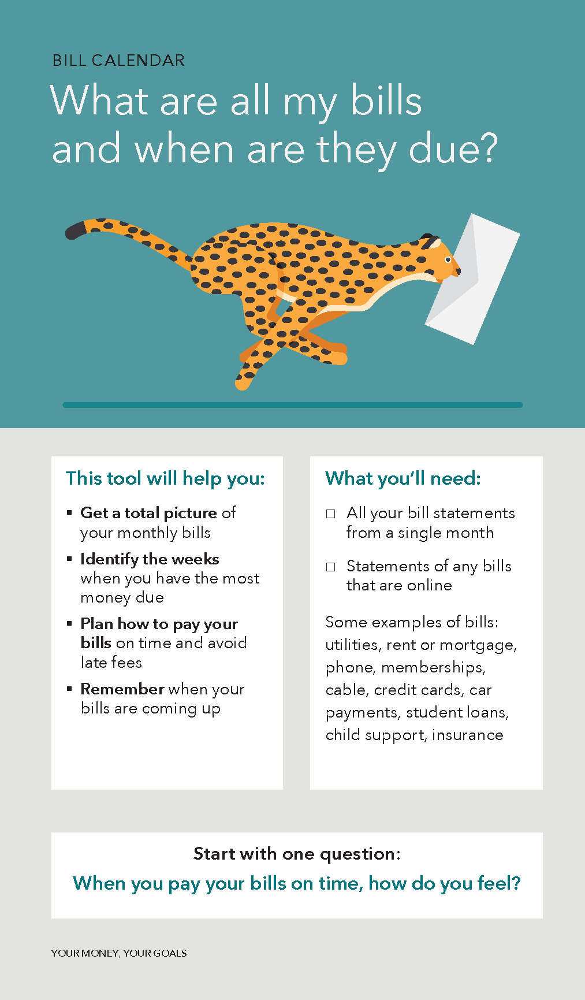 BILL CALENDAR
What are all my bills
and when are they due?
This tool will help you:
▪ Get a total picture of
your monthly bills
▪ Identify the weeks
when you have the most
money due
▪ Plan how to pay your
bills on time and avoid
late fees
▪ Remember when your
bills are coming up
What you’ll need:
□ All your bill statements
from a single month
□ Statements of any bills
that are online
Some examples of bills:
utilities, rent or mortgage,
phone, memberships,
cable, credit cards, car
payments, student loans,
child support, insurance
Start with one question:
When you pay your bills on time, how do you feel?
YOUR MONEY, YOUR GOALS